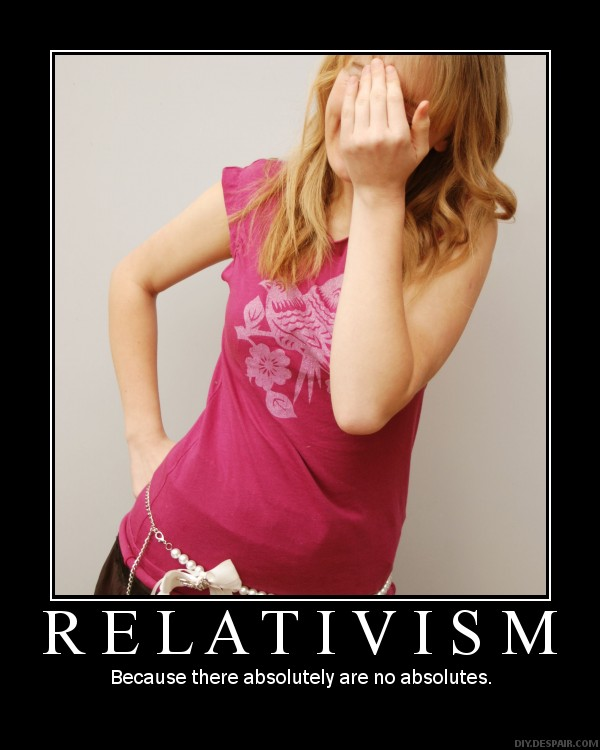 RELATIVISM
Because there absolutely are no absolutes.
DIY.DESPAIR.COM